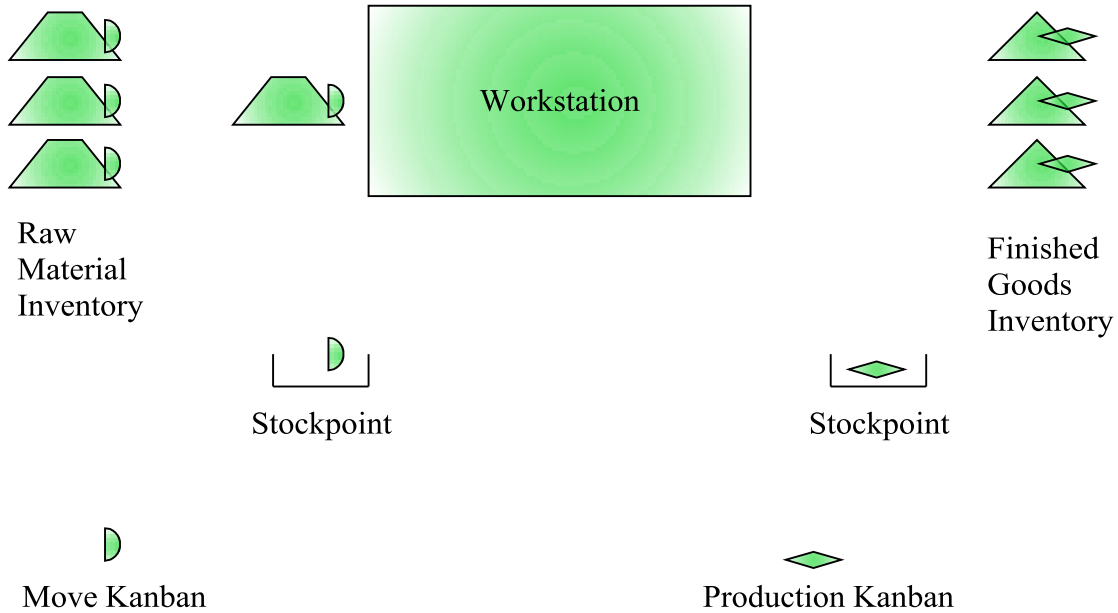 Workstation
Raw
Material
Inventory
Finished
Goods
Inventory
Stockpoint
Stockpoint
Move Kanban
Production Kanban